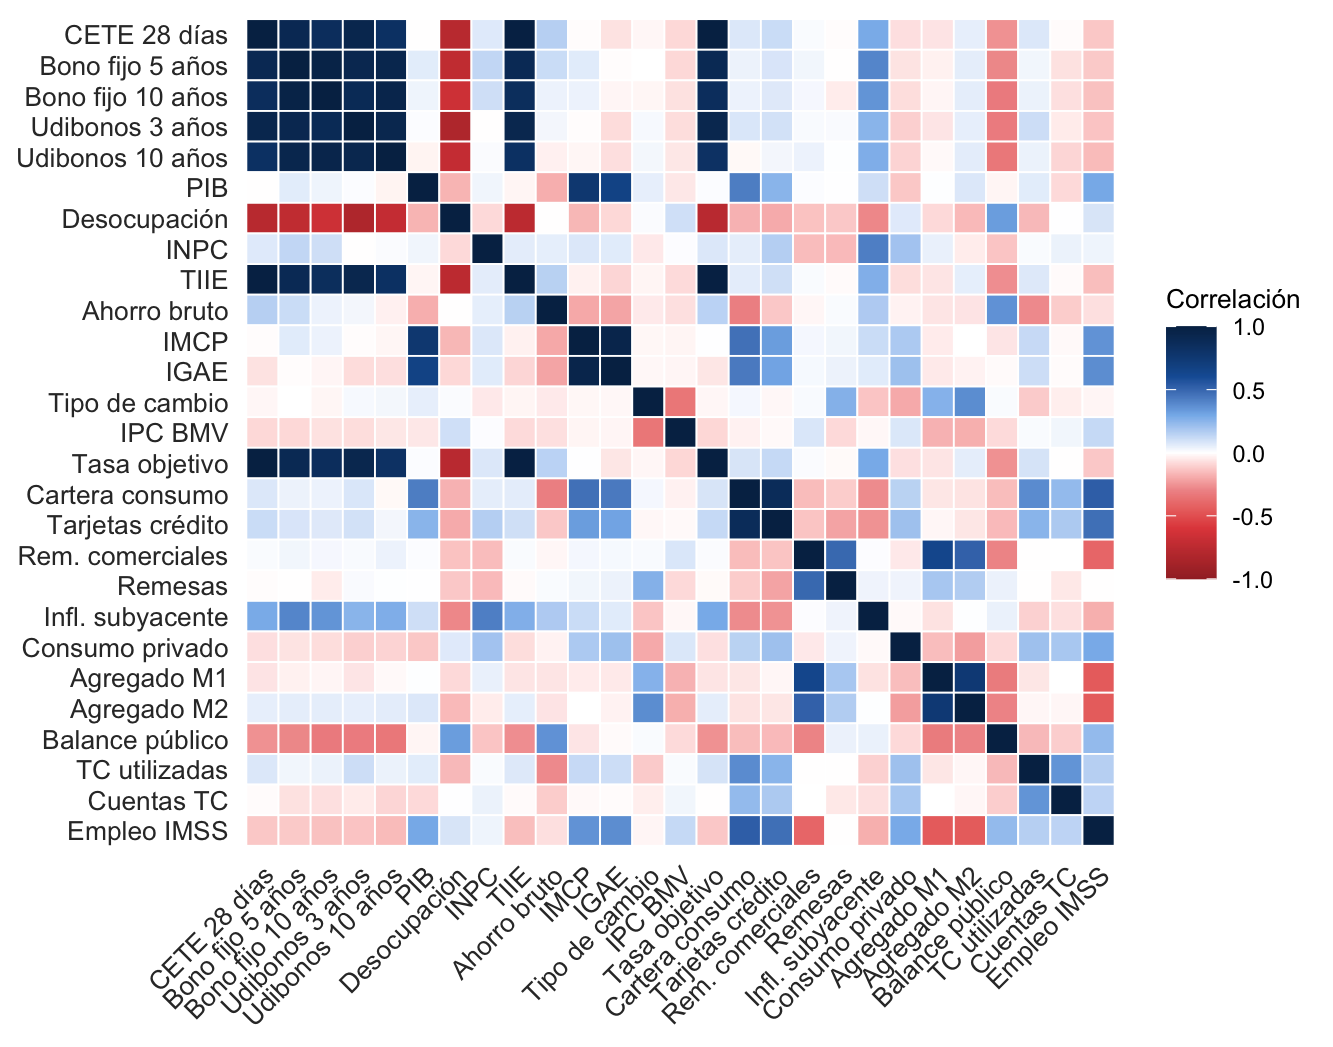 CETE 28 días
Bono fijo 5 años
Bono fijo 10 años
Udibonos 3 años
Udibonos 10 años
PIB
Desocupación
INPC
TIIE
Ahorro bruto
IMCP
IGAE
Tipo de cambio
IPC BMV
Tasa objetivo
Cartera consumo
Tarjetas crédito
Rem. comerciales
Remesas
Infl. subyacente
Consumo privado
Agregado M1
Agregado M2
Balance público
TC utilizadas
Cuentas TC
Empleo IMSS
CETE 28 días
Bono fijo 5 años
Bono fijo 10 años
Udibonos 3 años
Udibonos 10 años
PIB
Desocupación
INPC
TIIE
Ahorro bruto
IMCP
IGAE
Tipo de cambio
IPC BMV
Tasa objetivo
Cartera consumo
Tarjetas crédito
Rem. comerciales
Remesas
Infl. subyacente
Consumo privado
Agregado M1
Agregado M2
Balance público
TC utilizadas
Cuentas TC
Empleo IMSS
Correlación
1.0
0.5
0.0
-0.5
-1.0